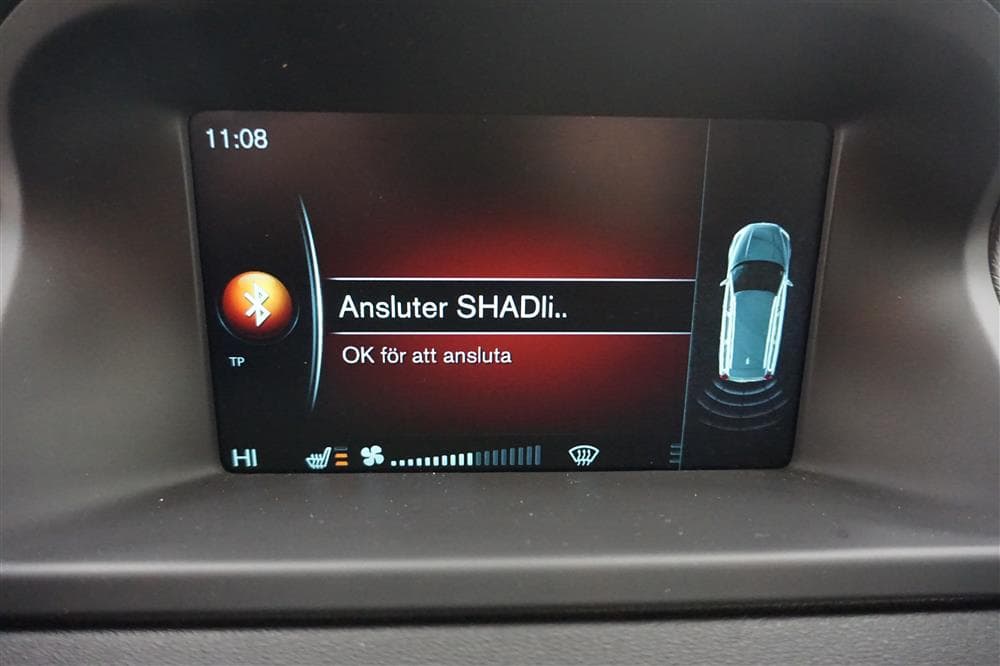 11:08
Ansluter SHADli..
TP
OK för att ansluta
HI